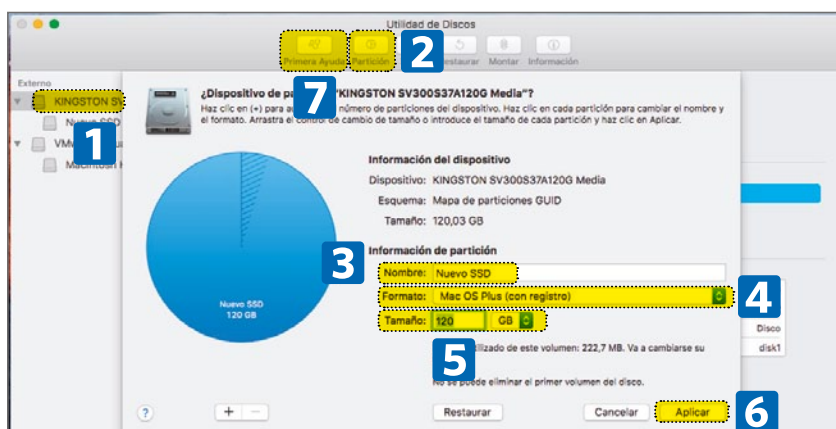 Utilidad de Discos
Primera Ayuda Partición Restaurar Montar Información
2
7
Externo
KINGSTON SV
Nuevo SSD
1
Macintosh
¿Dispositivo de "KINGSTON SV300S37A120G Media"?
Haz clic en (+) para número de particiones del dispositivo. Haz clic en cada partición para cambiar el nombre y
el formato. Arrastra el control de cambio de tamaño o introduce el tamaño de cada partición y haz clic en Aplicar.
Información del dispositivo
Dispositivo: KINGSTON SV300S37A120G Media
Esquema: Mapa de particiones GUID
Tamaño: 120,03 GB
Información de partición
3
Nombre: Nuevo SSD
Formato: Mac OS Plus (con registro)
4
Tamaño: 120 GB
5
Nuevo SSD
120 GB
de este volumen: 222,7 MB. Va a cambiarse su
No se puede eliminar el primer volumen del disco.
Disco
disk1
? + −
Restaurar Cancelar Aplicar
6